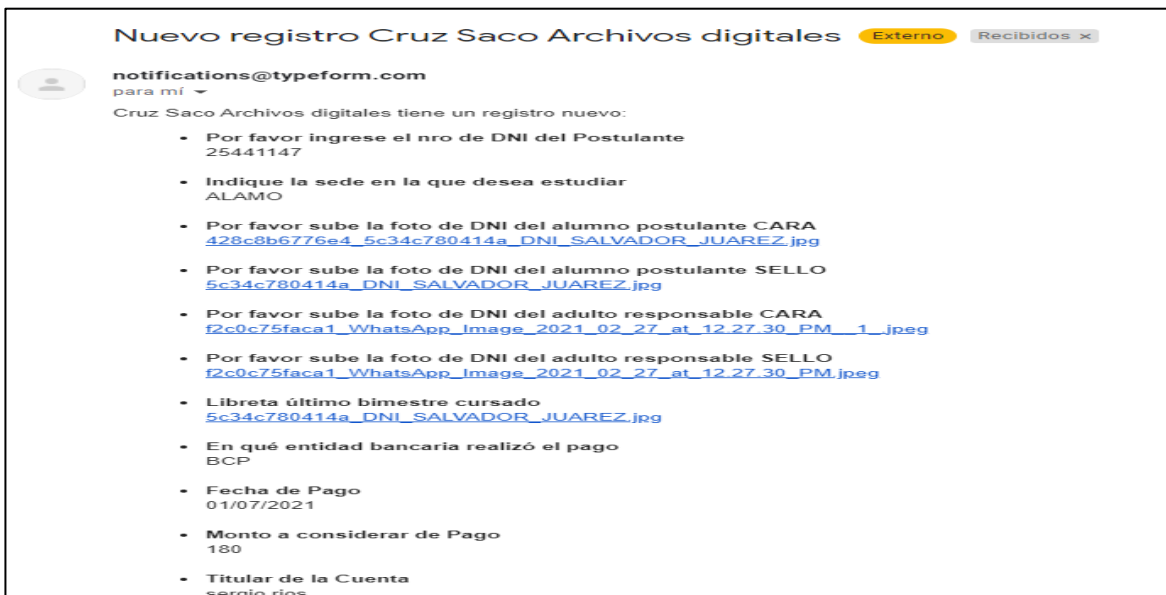 Nuevo registro Cruz Saco Archivos digitales Externo Recibidos x
notifications@typeform.com
para mí
Cruz Saco Archivos digitales tiene un registro nuevo:
• Por favor ingrese el nro de DNI del Postulante
25441147
• Indique la sede en la que desea estudiar
ALAMO
• Por favor sube la foto de DNI del alumno postulante CARA
428c8b6776e4_5c34c780414a_DNI_SALVADOR_JUAREZ.jpg
• Por favor sube la foto de DNI del alumno postulante SELLO
5c34c780414a_DNI_SALVADOR_JUAREZ.jpg
• Por favor sube la foto de DNI del adulto responsable CARA
f2c0c75faca1_WhatsApp_Image_2021_02_27_at_12.27.30_PM__1_.jpeg
• Por favor sube la foto de DNI del adulto responsable SELLO
f2c0c75faca1_WhatsApp_Image_2021_02_27_at_12.27.30_PM.jpeg
• Libreta último bimestre cursado
5c34c780414a_DNI_SALVADOR_JUAREZ.jpg
• En qué entidad bancaria realizó el pago
BCP
• Fecha de Pago
01/07/2021
• Monto a considerar de Pago
180
• Titular de la Cuenta
sergio rios